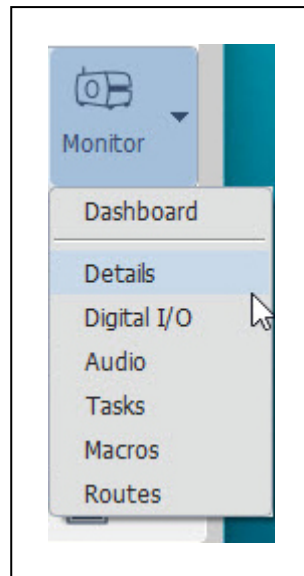 Monitor
Dashboard
Details
Digital I/O
Audio
Tasks
Macros
Routes